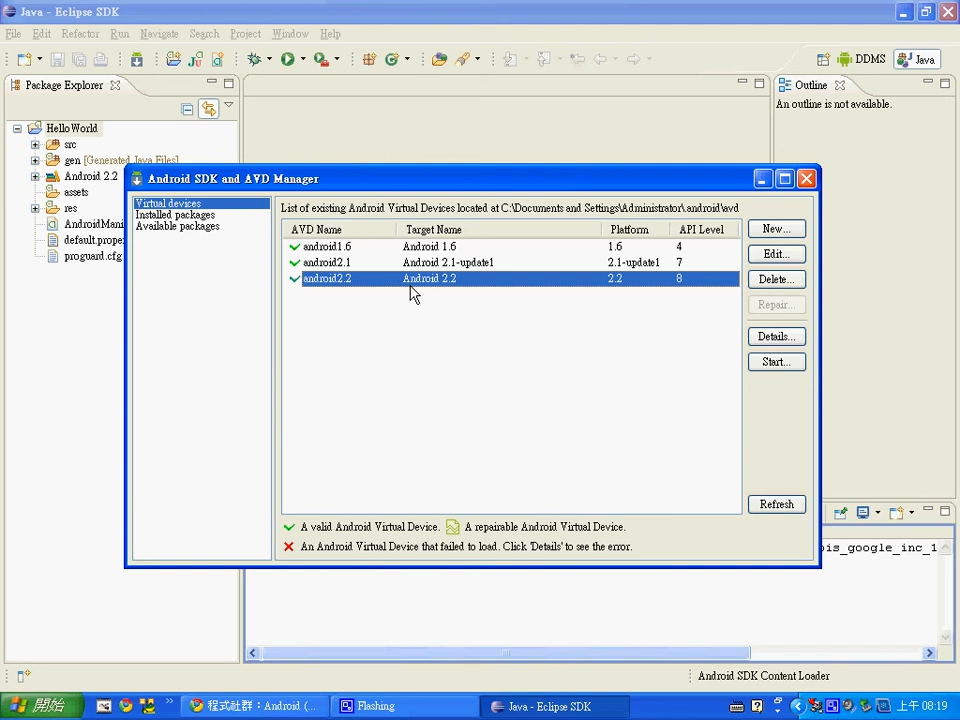 Java - Eclipse SDK
File Edit Refactor Run Navigate Search Project Window Help
DDMS Java
Package Explorer
Outline
An outline is not available.
HelloWorld
src
gen [Generated Java Files]
Android 2.2
assets
res
AndroidMani
default.prope
proguard.cfg
Android SDK and AVD Manager
Virtual devices
Installed packages
Available packages
List of existing Android Virtual Devices located at C:\Documents and Settings\Administrator\.android\avd
AVD Name Target Name Platform API Level
android1.6 Android 1.6 1.6 4
android2.1 Android 2.1-update1 2.1-update1 7
android2.2 Android 2.2 2.2 8
New...
Edit...
Delete...
Repair...
Details...
Start...
Refresh
A valid Android Virtual Device. A repairable Android Virtual Device.
An Android Virtual Device that failed to load. Click 'Details' to see the error.
pis_google_inc_1
Android SDK Content Loader
開始 程式社群：Android (... Flashing Java - Eclipse SDK 上午 08:19